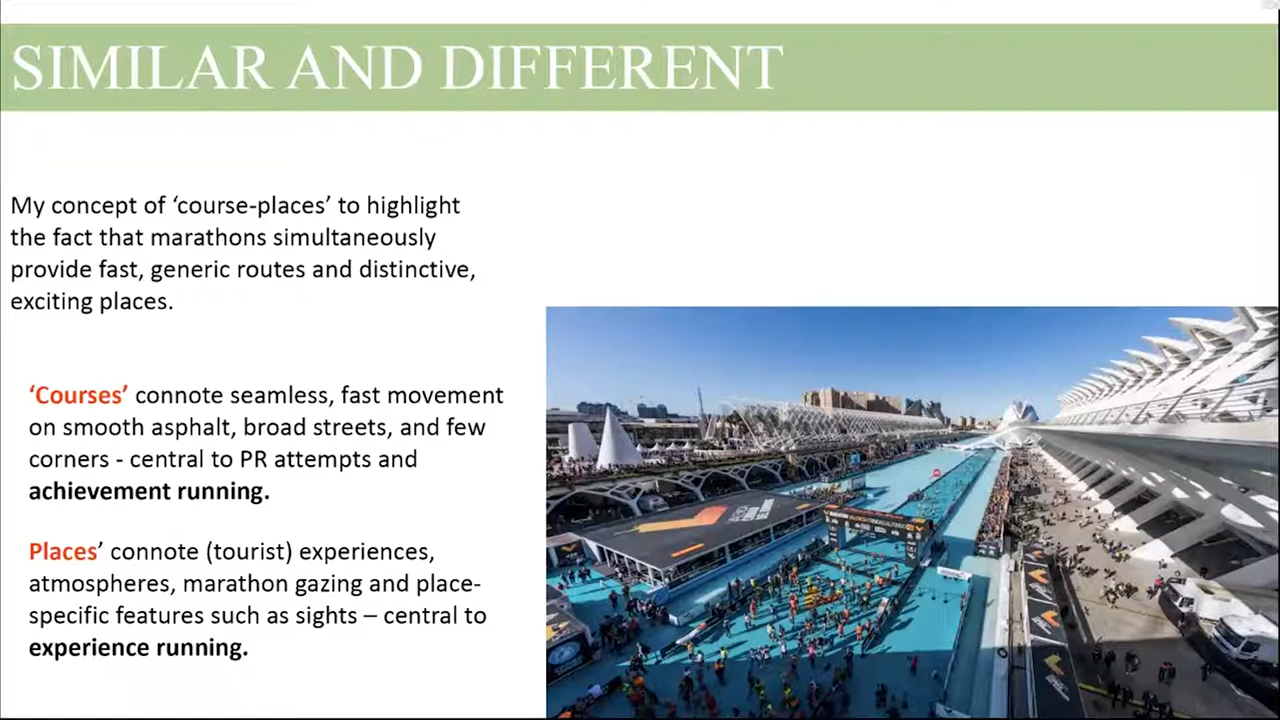 SIMILAR AND DIFFERENT
My concept of ‘course-places’ to highlight
the fact that marathons simultaneously
provide fast, generic routes and distinctive,
exciting places.
‘Courses’ connote seamless, fast movement
on smooth asphalt, broad streets, and few
corners - central to PR attempts and
achievement running.
Places’ connote (tourist) experiences,
atmospheres, marathon gazing and place-
specific features such as sights – central to
experience running.